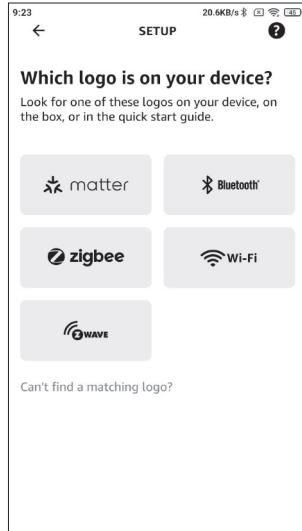 9:23 20.6KB/s 45
SETUP ?
Which logo is on your device?
Look for one of these logos on your device, on
the box, or in the quick start guide.
matter Bluetooth
zigbee Wi-Fi
Z WAVE
Can't find a matching logo?